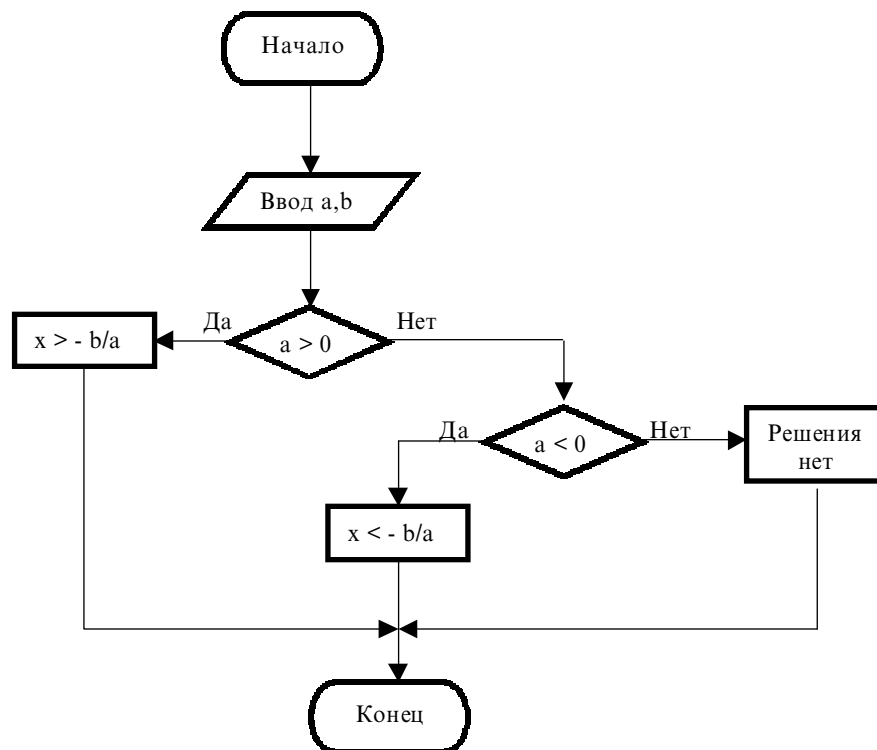 Начало
Ввод a,b
Да
Нет
x > - b/a
a > 0
Да
Нет
a < 0
Решения
нет
x < - b/a
Конец